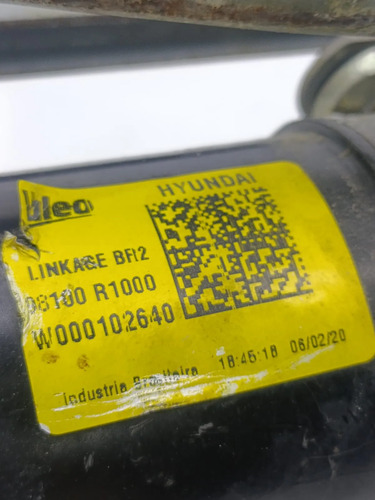 Valeo
HYUNDAI
LINKAGE BR2
98100 R1000
W000102640
Industria Brasileira 18:45:18 06/02/20